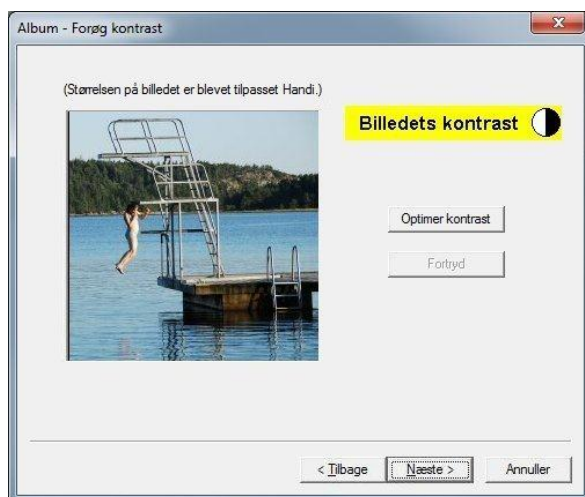 Album - Forøg kontrast
(Størrelsen på billedet er blevet tilpasset Handi.)
Billedets kontrast
Optimer kontrast
Fortryd
< Tilbage
Næste >
Annuller